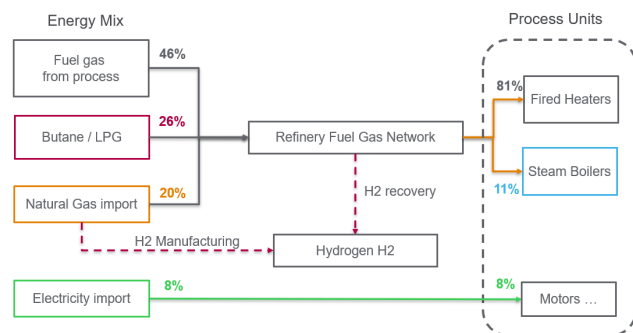 Energy Mix
Process Units
Fuel gas
from process
46%
81%
Fired Heaters
Butane / LPG
26%
Refinery Fuel Gas Network
Steam Boilers
11%
H2 recovery
Natural Gas import
20%
H2 Manufacturing
Hydrogen H2
Electricity import
8%
8%
Motors ...